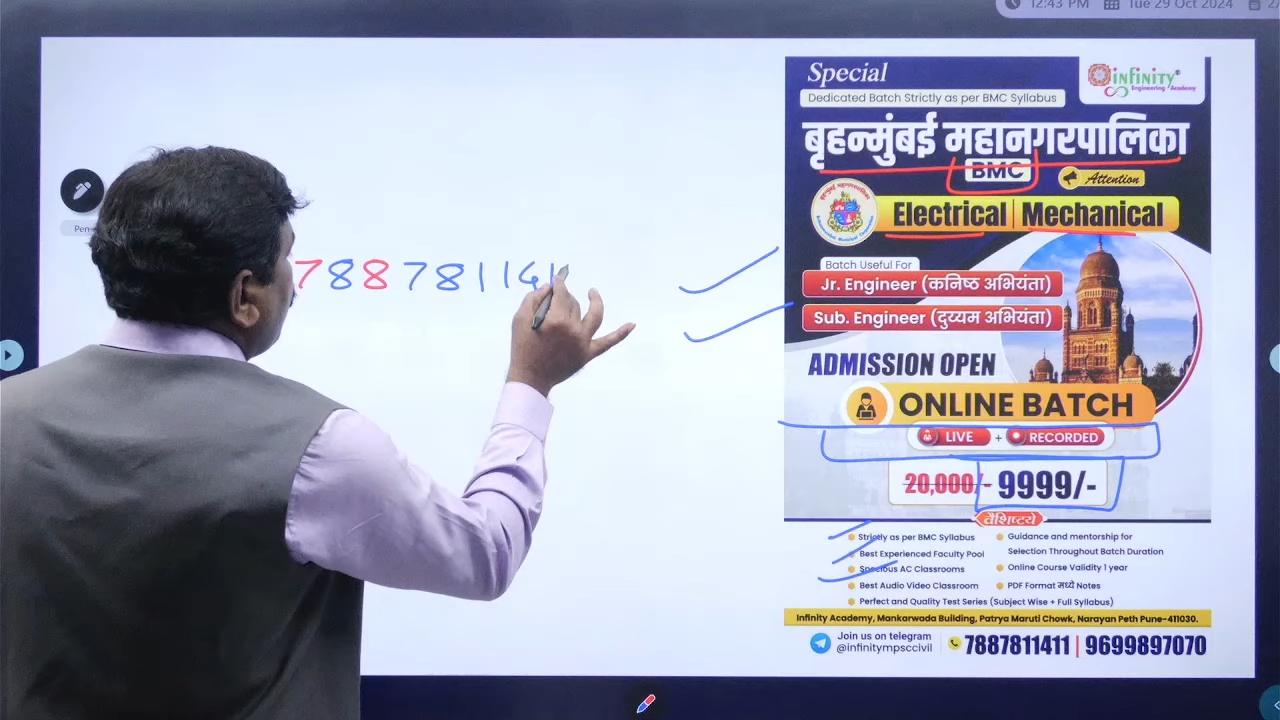 12:43 PM Tue 29 Oct 2024
Special
infinity
Engineering Academy
Dedicated Batch Strictly as per BMC Syllabus
बृहन्मुंबई महानगरपालिका
BMC
Attention
Electrical | Mechanical
Pen
Batch Useful For
7887811411
Jr. Engineer (कनिष्ठ अभियंता)
Sub. Engineer (दुय्यम अभियंता)
ADMISSION OPEN
ONLINE BATCH
LIVE + RECORDED
20,000/- 9999/-
वैशिष्टये
Strictly as per BMC Syllabus
Best Experienced Faculty Pool
Specious AC Classrooms
Best Audio Video Classroom
Perfect and Quality Test Series (Subject Wise + Full Syllabus)
Guidance and mentorship for
Selection Throughout Batch Duration
Online Course Validity 1 year
PDF Format मध्ये Notes
Infinity Academy, Mankarwada Building, Patrya Maruti Chowk, Narayan Peth Pune-411030.
Join us on telegram
@infinitympsccivil
7887811411 | 9699897070